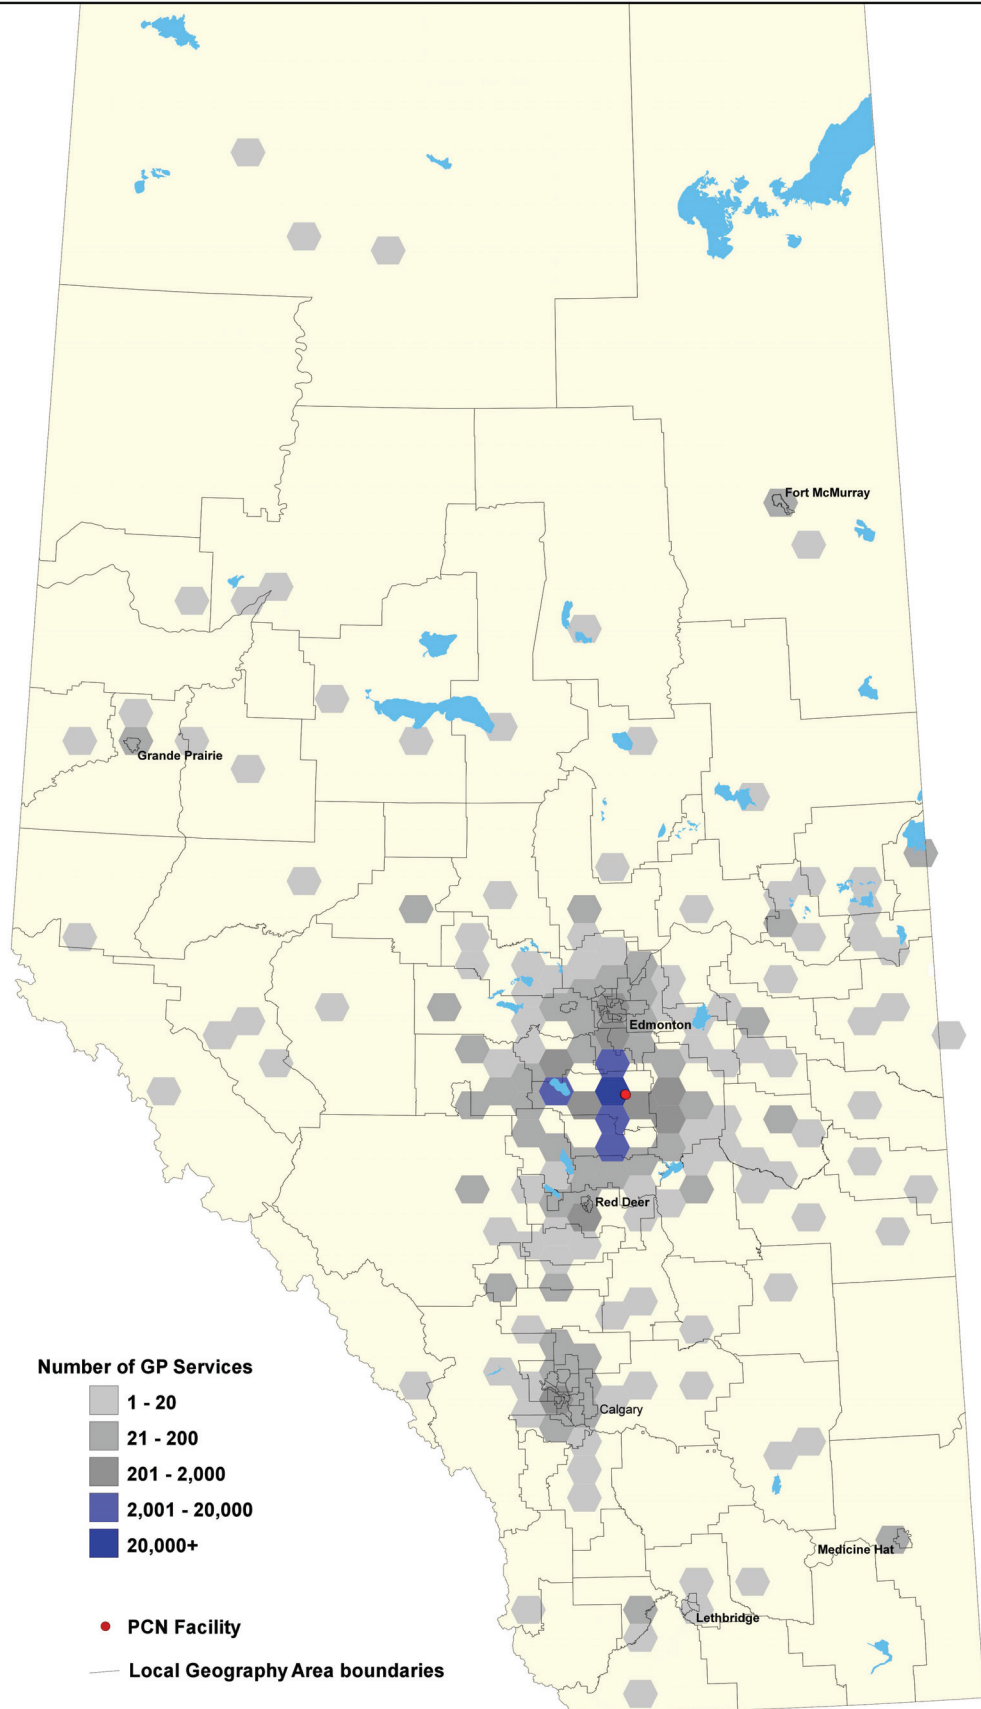 Fort McMurray
Grande Prairie
Edmonton
Red Deer
Number of GP Services
1 - 20
21 - 200
201 - 2,000
2,001 - 20,000
20,000+
Calgary
Medicine Hat
Lethbridge
PCN Facility
Local Geography Area boundaries